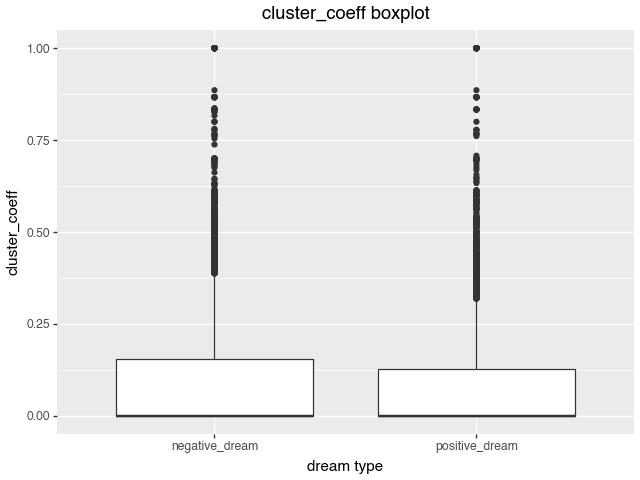 cluster_coeff boxplot
1.00
0.75
0.50
0.25
0.00
cluster_coeff
negative_dream
positive_dream
dream type